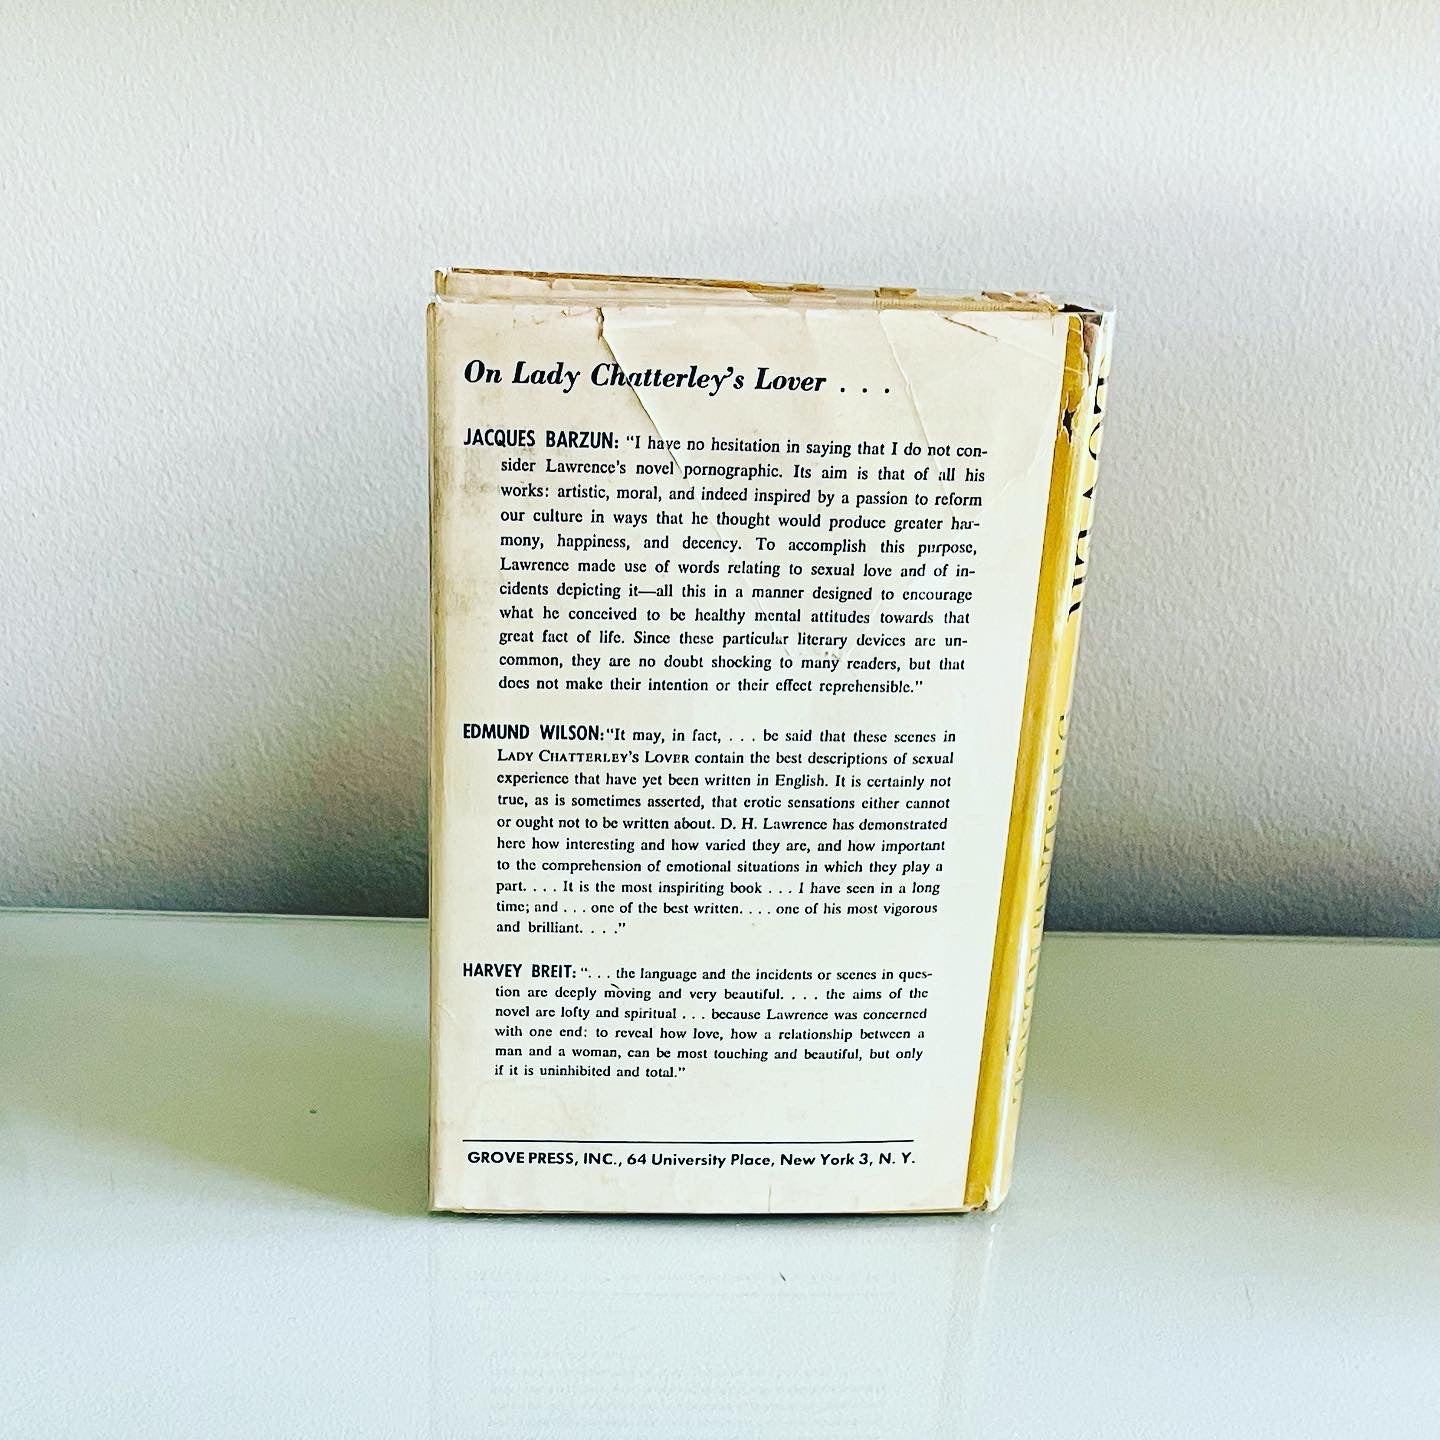 On Lady Chatterley's Lover . . .
JACQUES BARZUN: "I have no hesitation in saying that I do not con-
sider Lawrence's novel pornographic. Its aim is that of all his
works: artistic, moral, and indeed inspired by a passion to reform
our culture in ways that he thought would produce greater har-
mony, happiness, and decency. To accomplish this purpose,
Lawrence made use of words relating to sexual love and of in-
cidents depicting it—all this in a manner designed to encourage
what he conceived to be healthy mental attitudes towards that
great fact of life. Since these particular literary devices are un-
common, they are no doubt shocking to many readers, but that
does not make their intention or their effect reprehensible."
EDMUND WILSON: "It may, in fact, . . . be said that these scenes in
LADY CHATTERLEY'S LOVER contain the best descriptions of sexual
experience that have yet been written in English. It is certainly not
true, as is sometimes asserted, that erotic sensations either cannot
or ought not to be written about. D. H. Lawrence has demonstrated
here how interesting and how varied they are, and how important
to the comprehension of emotional situations in which they play a
part. . . . It is the most inspiriting book . . . I have seen in a long
time; and . . . one of the best written. . . . one of his most vigorous
and brilliant. . . ."
HARVEY BREIT: ". . . the language and the incidents or scenes in ques-
tion are deeply moving and very beautiful. . . . the aims of the
novel are lofty and spiritual . . . because Lawrence was concerned
with one end: to reveal how love, how a relationship between a
man and a woman, can be most touching and beautiful, but only
if it is uninhibited and total."
GROVE PRESS, INC., 64 University Place, New York 3, N. Y.